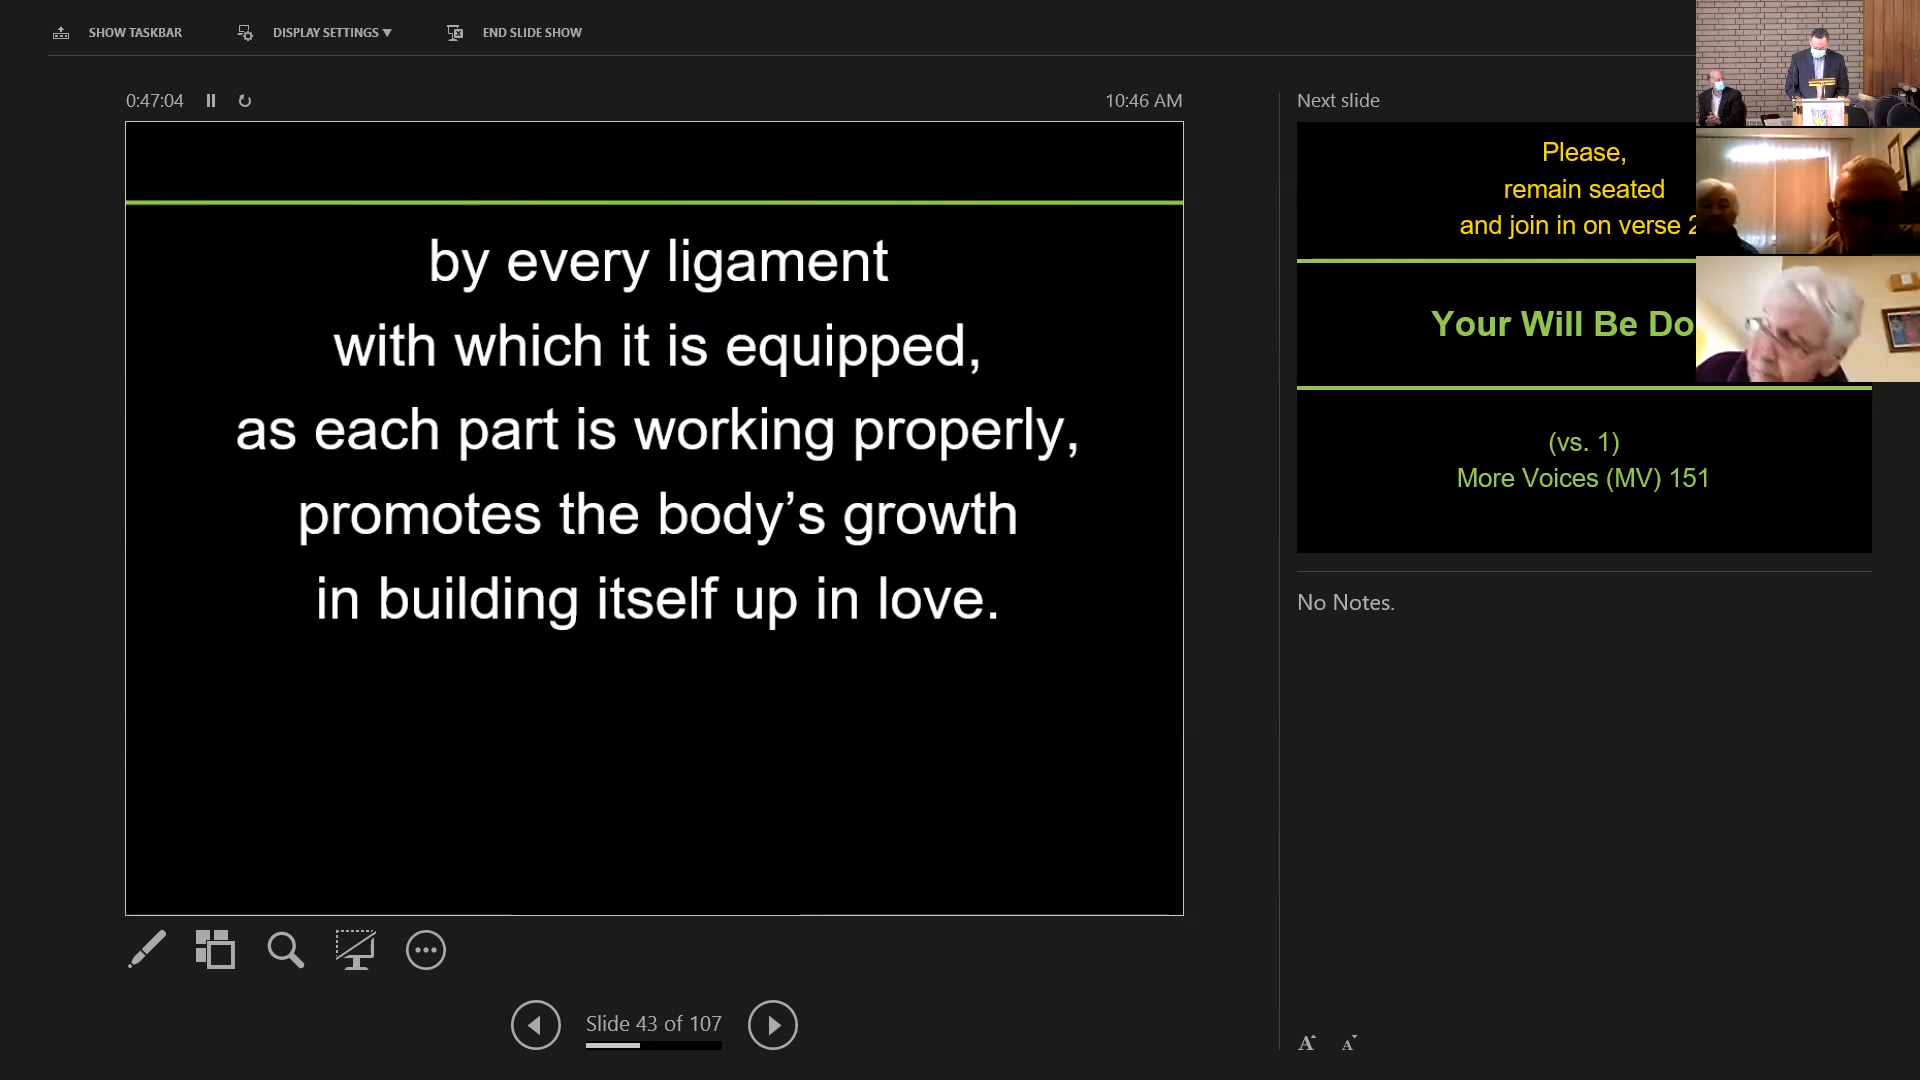 SHOW TASKBAR
DISPLAY SETTINGS ▼
END SLIDE SHOW
0:47:04
10:46 AM
by every ligament
with which it is equipped,
as each part is working properly,
promotes the body’s growth
in building itself up in love.
Slide 43 of 107
Next slide
Please,
remain seated
and join in on verse
Your Will Be
(vs. 1)
More Voices (MV) 151
No Notes.
A A